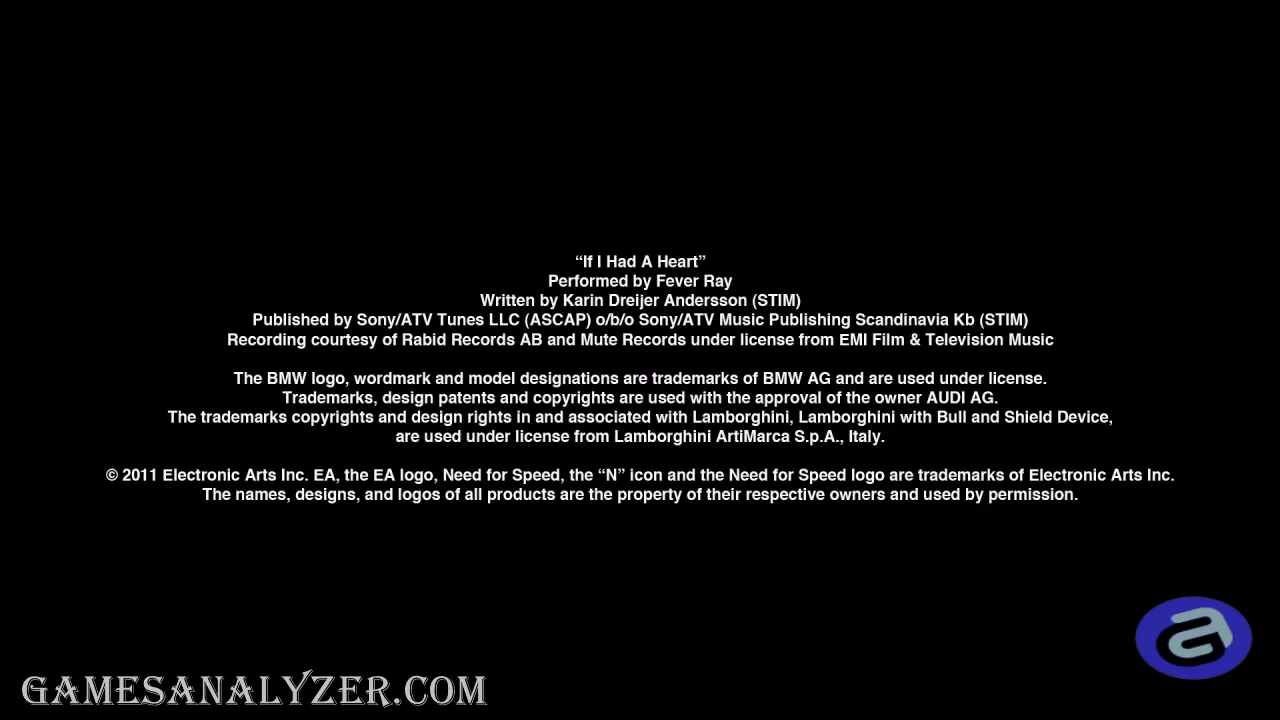 “If I Had A Heart”
Performed by Fever Ray
Written by Karin Dreijer Andersson (STIM)
Published by Sony/ATV Tunes LLC (ASCAP) o/b/o Sony/ATV Music Publishing Scandinavia Kb (STIM)
Recording courtesy of Rabid Records AB and Mute Records under license from EMI Film & Television Music
The BMW logo, wordmark and model designations are trademarks of BMW AG and are used under license.
Trademarks, design patents and copyrights are used with the approval of the owner AUDI AG.
The trademarks copyrights and design rights in and associated with Lamborghini, Lamborghini with Bull and Shield Device,
are used under license from Lamborghini ArtiMarca S.p.A., Italy.
© 2011 Electronic Arts Inc. EA, the EA logo, Need for Speed, the “N” icon and the Need for Speed logo are trademarks of Electronic Arts Inc.
The names, designs, and logos of all products are the property of their respective owners and used by permission.
a
GAMESANALYZER.COM